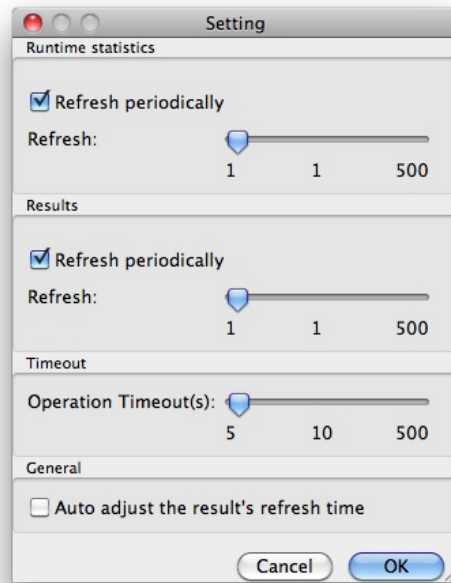 Setting
Runtime statistics
Refresh periodically
Refresh:
1 1 500
Results
Refresh periodically
Refresh:
1 1 500
Timeout
Operation Timeout(s):
5 10 500
General
Auto adjust the result's refresh time
Cancel OK